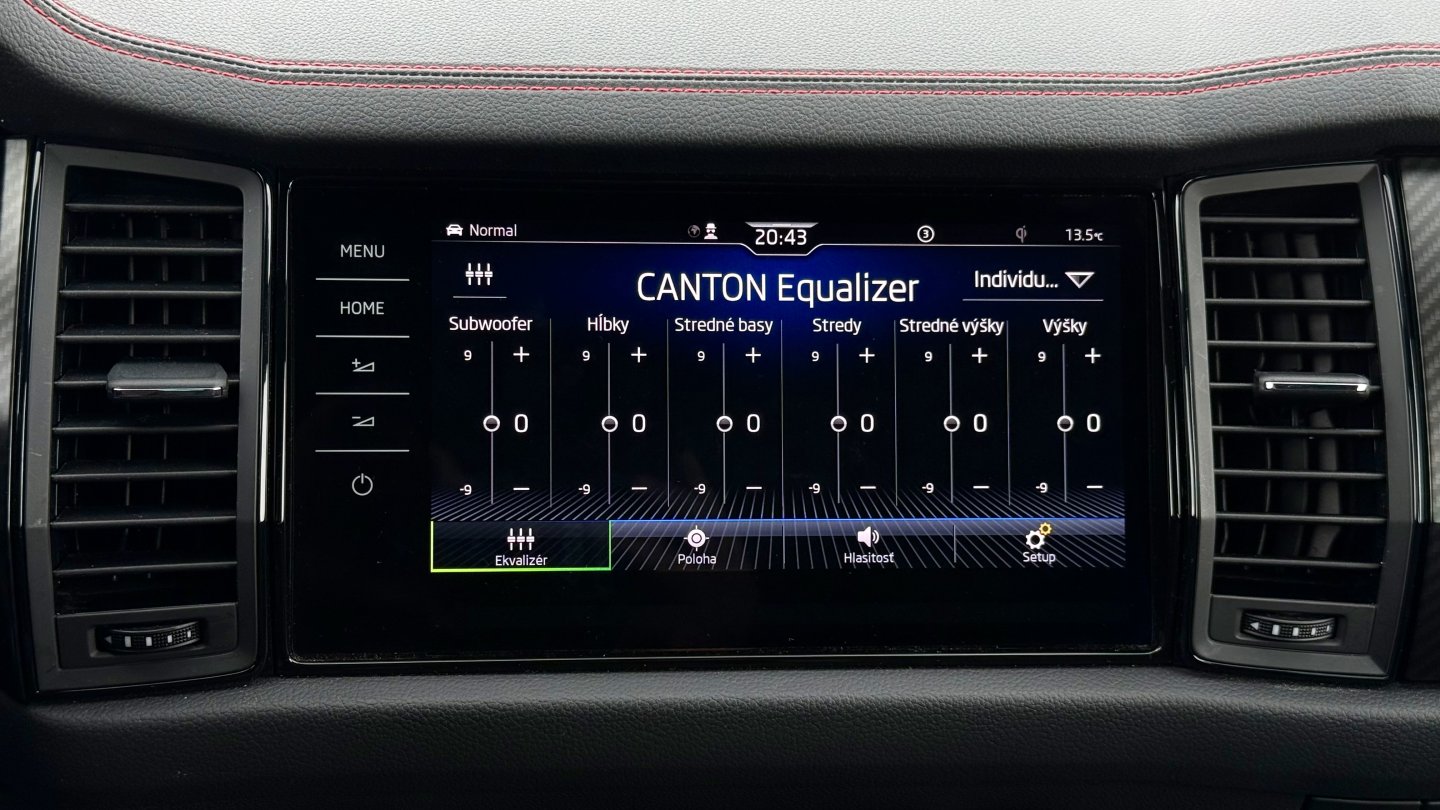 MENU
HOME
Normal
20:43
3
13.5°C
CANTON Equalizer
Individu...
Subwoofer
Hĺbky
Stredné basy
Stredy
Stredné výšky
Výšky
9 + 9 + 9 + 9 + 9 + 9 +
0 0 0 0 0 0
-9 — -9 — -9 — -9 — -9 — -9 —
Ekvalizér
Poloha
Hlasitosť
Setup